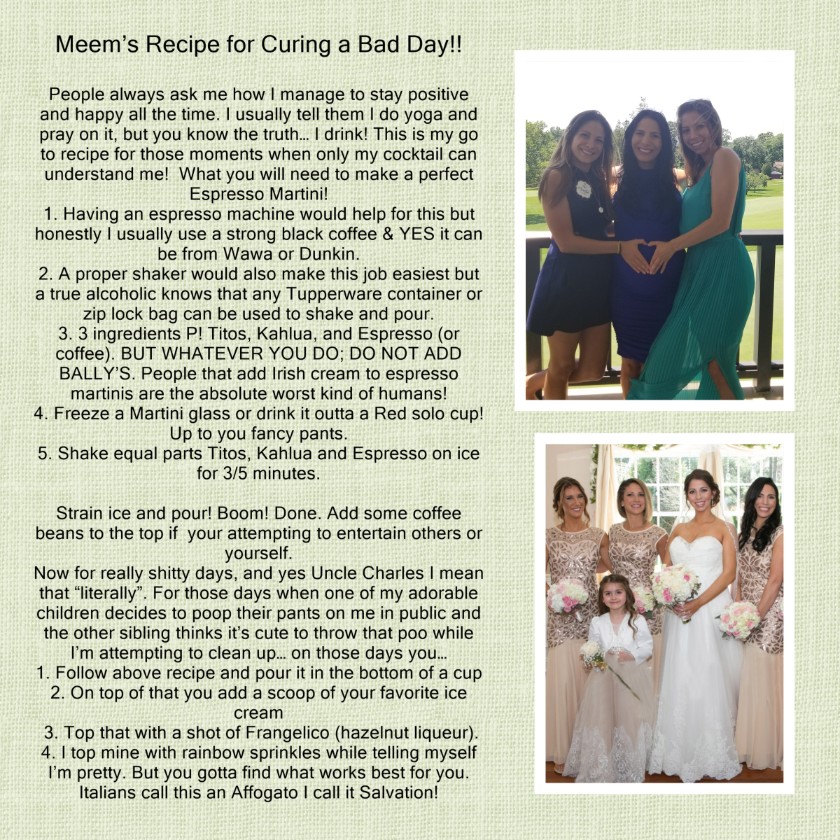 Meem’s Recipe for Curing a Bad Day!!
People always ask me how I manage to stay positive
and happy all the time. I usually tell them I do yoga and
pray on it, but you know the truth… I drink! This is my go
to recipe for those moments when only my cocktail can
understand me!  What you will need to make a perfect
Espresso Martini!
1. Having an espresso machine would help for this but
honestly I usually use a strong black coffee & YES it can
be from Wawa or Dunkin.
2. A proper shaker would also make this job easiest but
a true alcoholic knows that any Tupperware container or
zip lock bag can be used to shake and pour.
3. 3 ingredients P! Titos, Kahlua, and Espresso (or
coffee). BUT WHATEVER YOU DO; DO NOT ADD
BALLY’S. People that add Irish cream to espresso
martinis are the absolute worst kind of humans!
4. Freeze a Martini glass or drink it outta a Red solo cup!
Up to you fancy pants.
5. Shake equal parts Titos, Kahlua and Espresso on ice
for 3/5 minutes.
Strain ice and pour! Boom! Done. Add some coffee
beans to the top if  your attempting to entertain others or
yourself.
Now for really shitty days, and yes Uncle Charles I mean
that “literally”. For those days when one of my adorable
children decides to poop their pants on me in public and
the other sibling thinks it’s cute to throw that poo while
I’m attempting to clean up… on those days you…
1. Follow above recipe and pour it in the bottom of a cup
2. On top of that you add a scoop of your favorite ice
cream
3. Top that with a shot of Frangelico (hazelnut liqueur).
4. I top mine with rainbow sprinkles while telling myself
I’m pretty. But you gotta find what works best for you.
Italians call this an Affogato I call it Salvation!